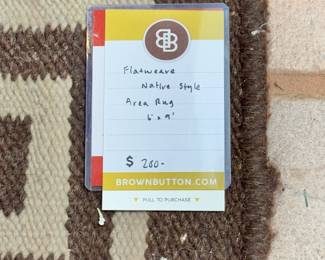 BB
Flatweave
Native Style
Area Rug
6' x 9'
$ 200-
BROWNBUTTON.COM
▼ PULL TO PURCHASE ▼